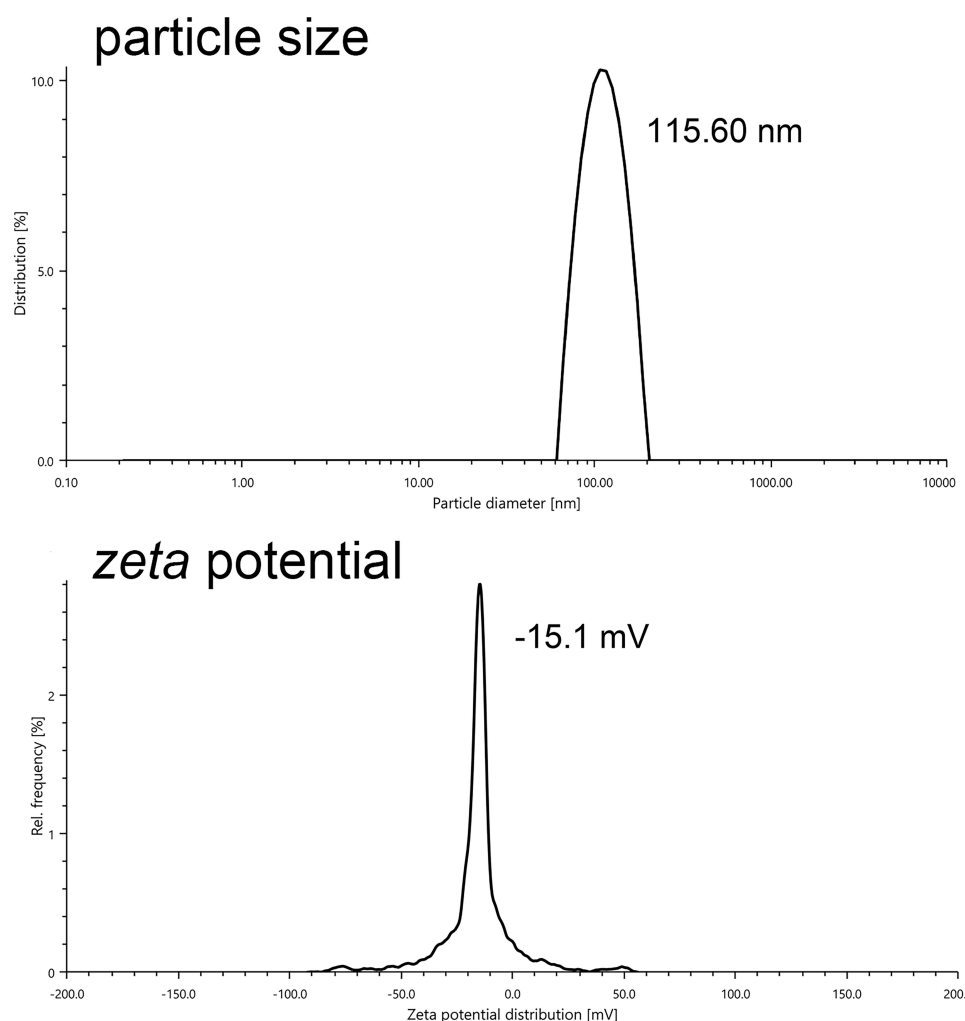 particle size
10.0
115.60 nm
Distribution [%]
5.0
0.0
0.10 1.00 10.00 100.00 1000.00 10000
Particle diameter [nm]
zeta potential
-15.1 mV
2
Rel. frequency [%]
1
0
-200.0 -150.0 -100.0 -50.0 0.0 50.0 100.0 150.0 200.
Zeta potential distribution [mV]